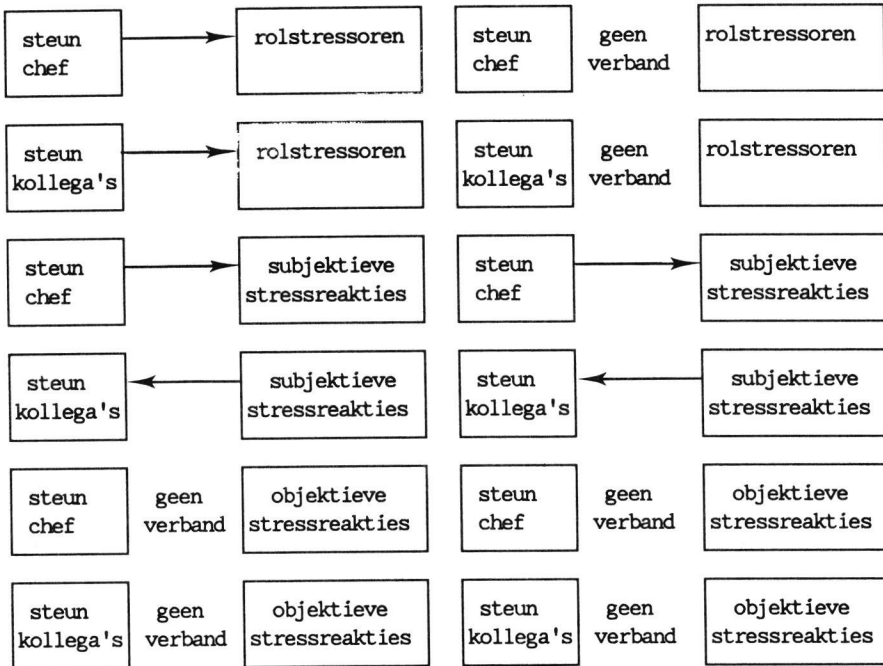 steun
chef
rolstressoren
steun
chef
geen
verband
rolstressoren
steun
kollega's
rolstressoren
steun
kollega's
geen
verband
rolstressoren
steun
chef
subjektieve
stressreakties
steun
chef
subjektieve
stressreakties
steun
kollega's
subjektieve
stressreakties
steun
kollega's
subjektieve
stressreakties
steun
chef
geen
verband
objektieve
stressreakties
steun
chef
geen
verband
objektieve
stressreakties
steun
kollega's
geen
verband
objektieve
stressreakties
steun
kollega's
geen
verband
objektieve
stressreakties